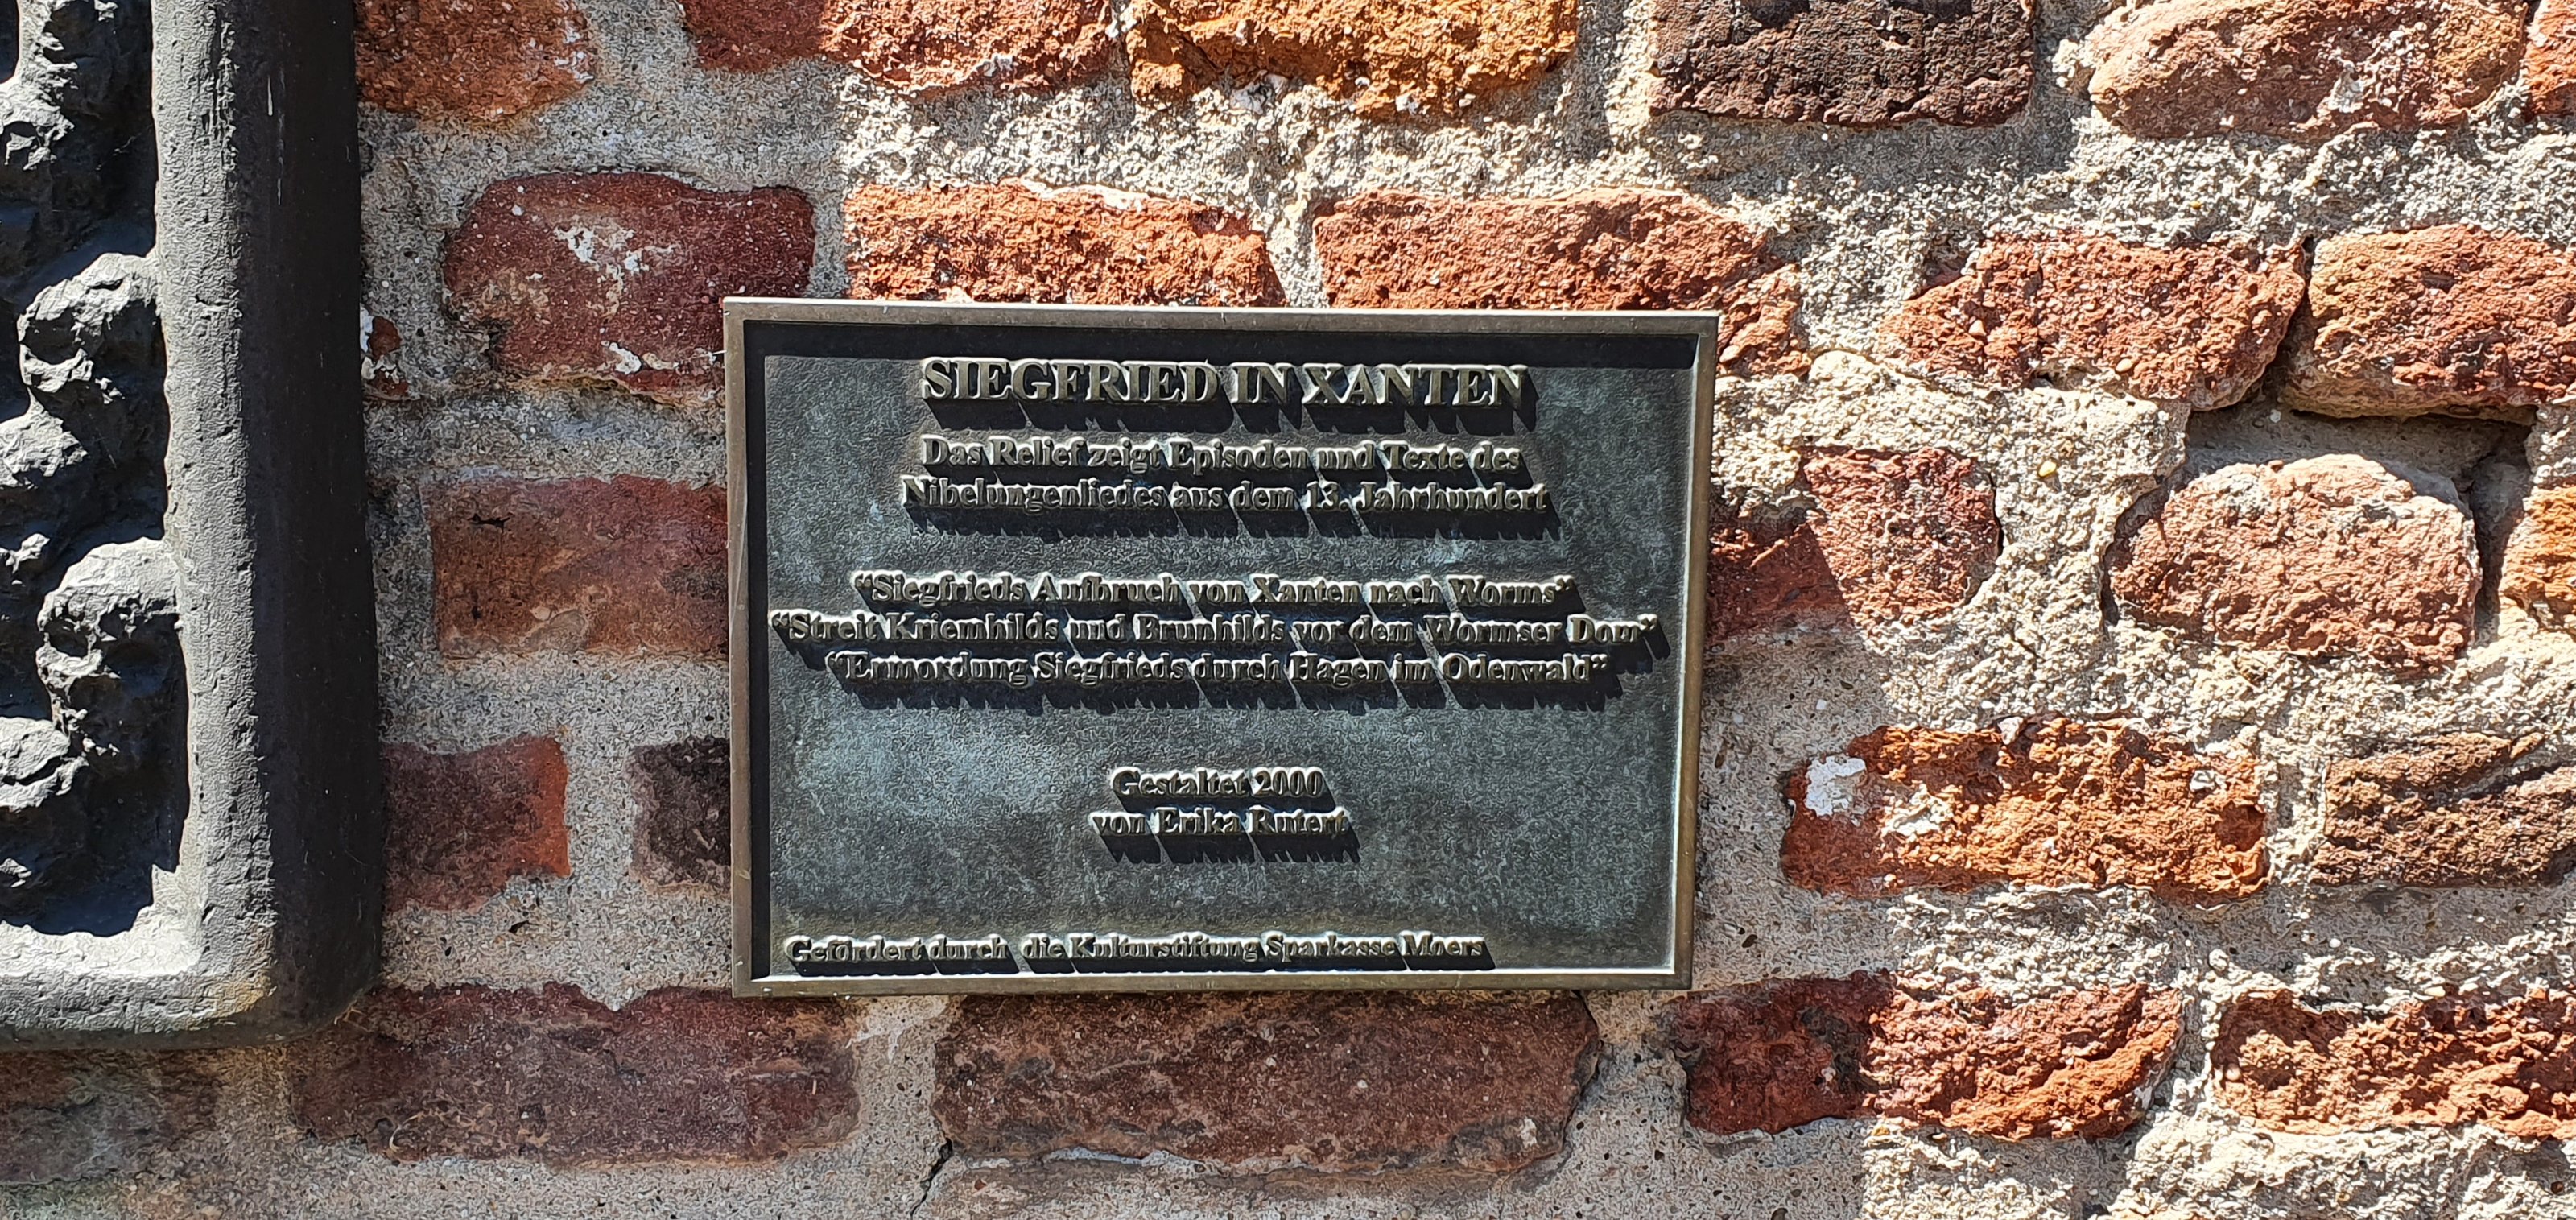 SIEGFRIED IN XANTEN
Das Relief zeigt Episoden und Texte des
Nibelungenliedes aus dem 13. Jahrhundert
“Siegfrieds Aufbruch von Xanten nach Worms”
“Streit Kriemhilds und Brunhilds vor dem Wormser Dom”
“Ermordung Siegfrieds durch Hagen im Odenwald”
Gestaltet 2000
von Erika Rutert
Gefördert durch die Kulturstiftung Sparkasse Moers